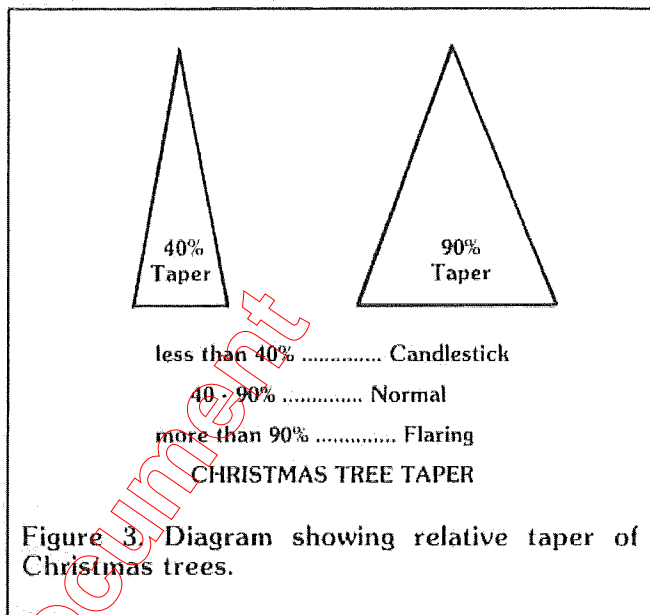 40%
Taper
90%
Taper
less than 40% .............. Candlestick
40 - 90% .............. Normal
more than 90% .............. Flaring
CHRISTMAS TREE TAPER
Figure 3. Diagram showing relative taper of
Christmas trees.
ocument